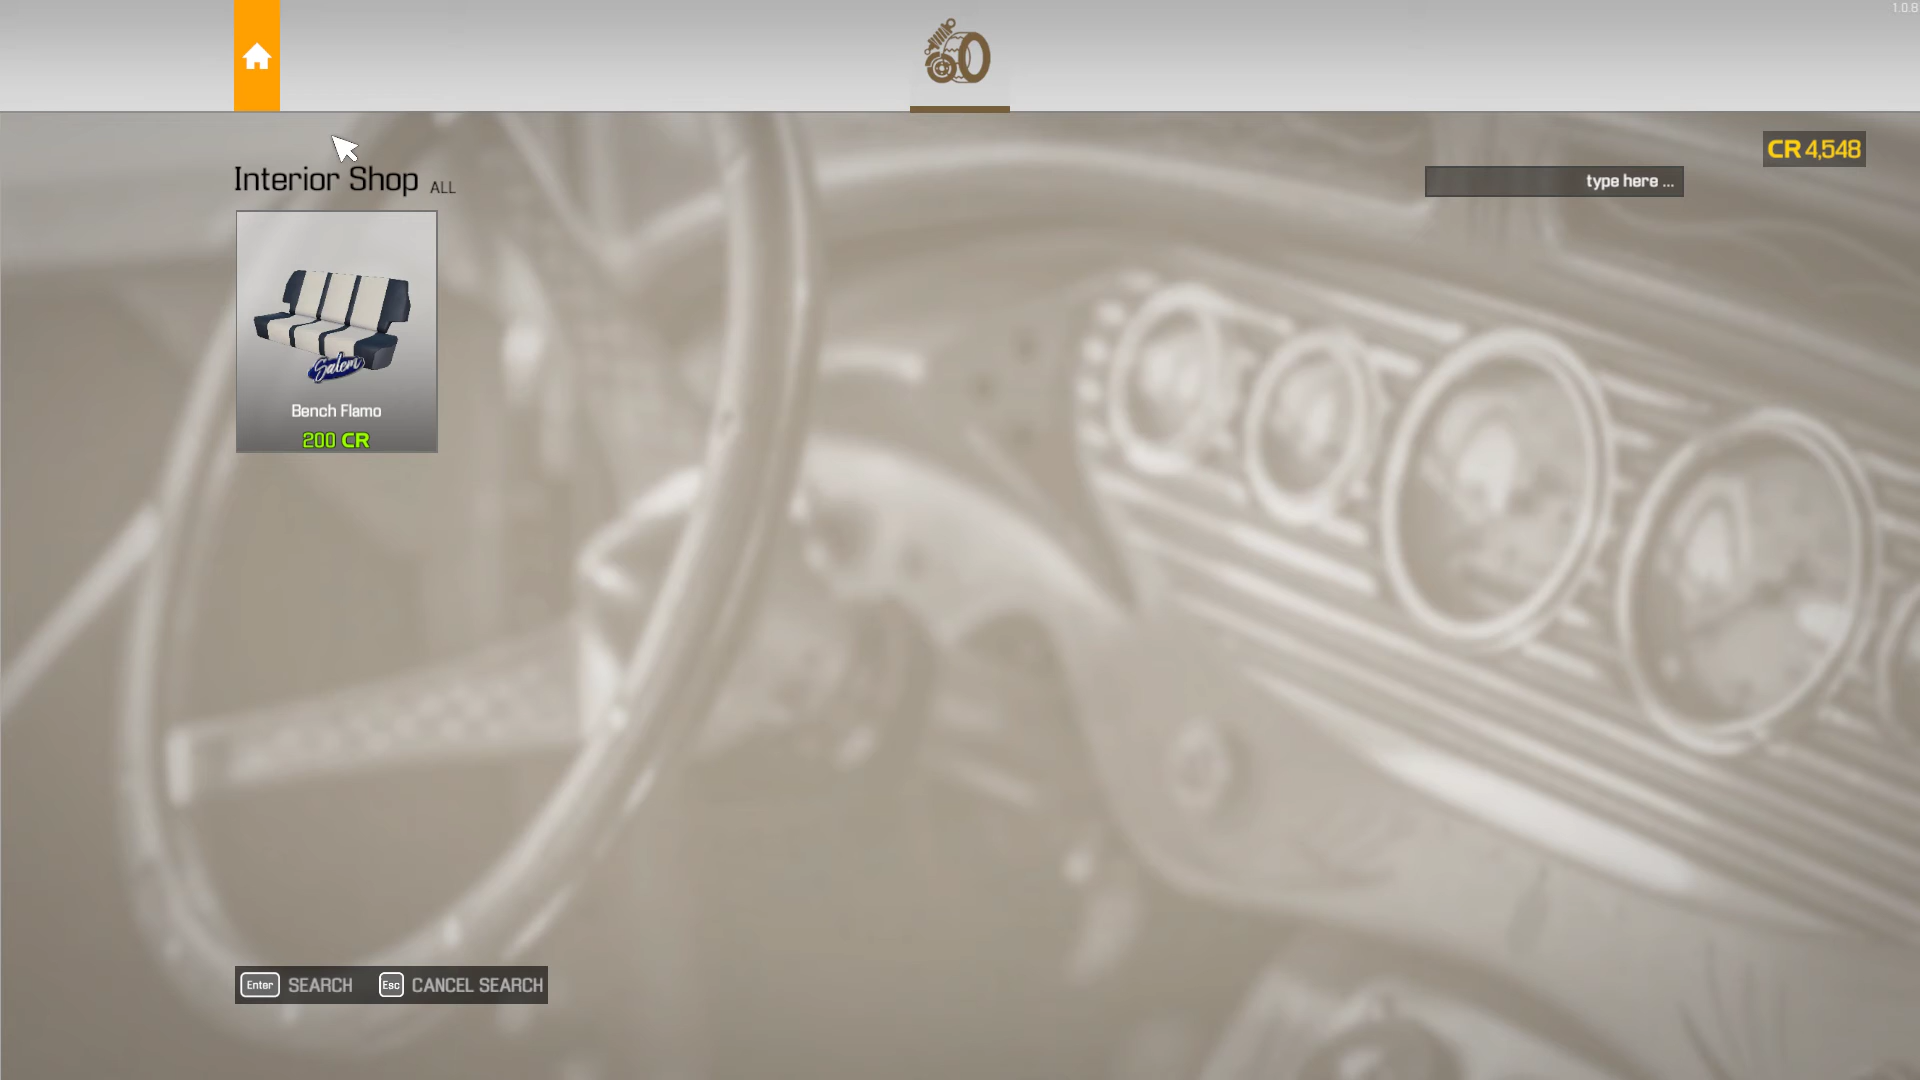 1.0.8
CR 4,548
Interior Shop ALL
type here ...
Salem
Bench Flamo
200 CR
Enter SEARCH Esc CANCEL SEARCH